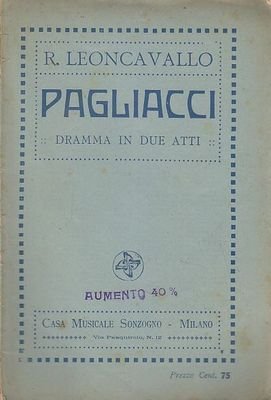 R. LEONCAVALLO
PAGLIACCI
:: DRAMMA IN DUE ATTI ::
AUMENTO 40%
CASA MUSICALE SONZOGNO - MILANO
Via Pasquirolo, N. 12
Prezzo Cent. 75